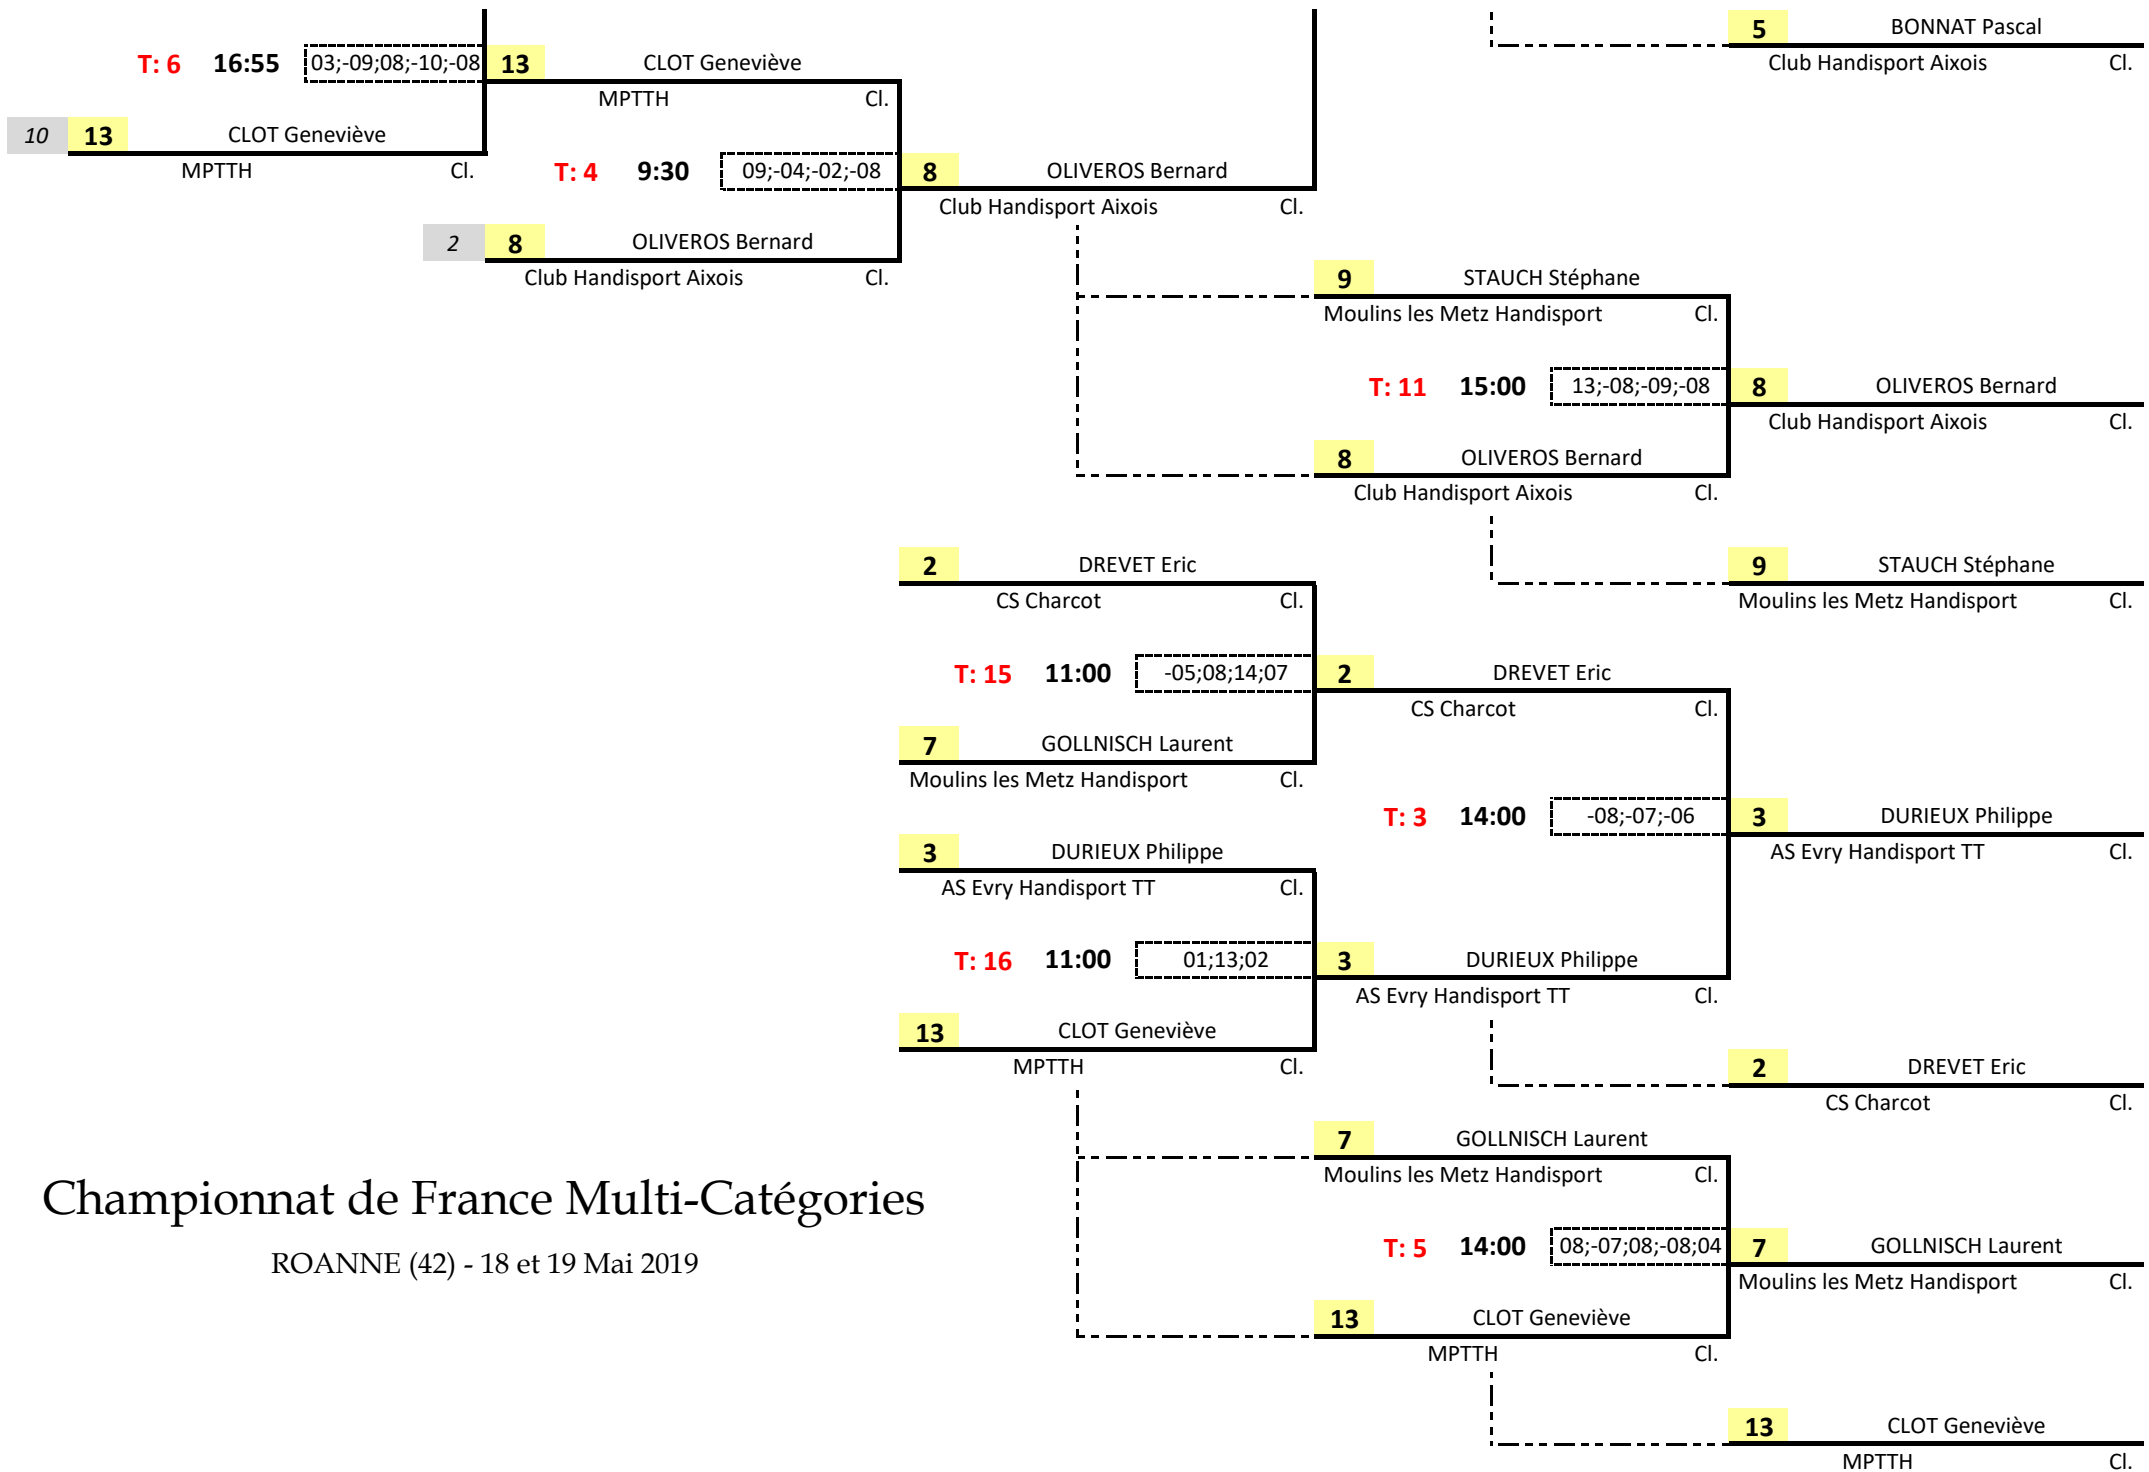 5 BONNAT Pascal
T: 6 16:55 03;-09;08;-10;-08 13 CLOT Geneviève
Club Handisport Aixois Cl.
MPTTH Cl.
10 13 CLOT Geneviève
MPTTH Cl.
T: 4 9:30 09;-04;-02;-08 8 OLIVEROS Bernard
Club Handisport Aixois Cl.
2 8 OLIVEROS Bernard
Club Handisport Aixois Cl.
9 STAUCH Stéphane
Moulins les Metz Handisport Cl.
T: 11 15:00 13;-08;-09;-08 8 OLIVEROS Bernard
Club Handisport Aixois Cl.
8 OLIVEROS Bernard
Club Handisport Aixois Cl.
2 DREVET Eric
9 STAUCH Stéphane
CS Charcot Cl.
Moulins les Metz Handisport Cl.
T: 15 11:00 -05;08;14;07 2 DREVET Eric
CS Charcot Cl.
7 GOLLNISCH Laurent
Moulins les Metz Handisport Cl.
T: 3 14:00 -08;-07;-06 3 DURIEUX Philippe
AS Evry Handisport TT Cl.
3 DURIEUX Philippe
AS Evry Handisport TT Cl.
T: 16 11:00 01;13;02 3 DURIEUX Philippe
AS Evry Handisport TT Cl.
13 CLOT Geneviève
MPTTH Cl.
2 DREVET Eric
CS Charcot Cl.
7 GOLLNISCH Laurent
Moulins les Metz Handisport Cl.
Championnat de France Multi-Catégories
T: 5 14:00 08;-07;08;-08;04 7 GOLLNISCH Laurent
ROANNE (42) - 18 et 19 Mai 2019
Moulins les Metz Handisport Cl.
13 CLOT Geneviève
MPTTH Cl.
13 CLOT Geneviève
MPTTH Cl.